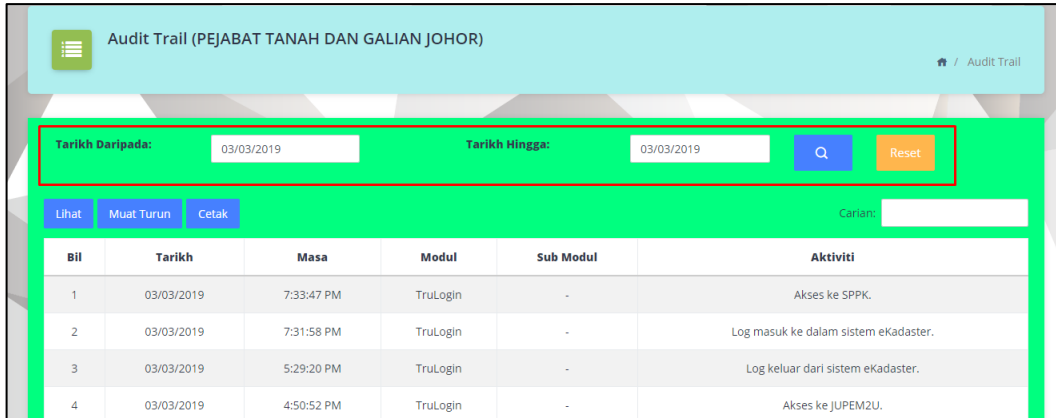 Audit Trail (PEJABAT TANAH DAN GALIAN JOHOR)
/ Audit Trail
Tarikh Daripada: 03/03/2019 Tarikh Hingga: 03/03/2019 Reset
Lihat Muat Turun Cetak Carian:
Bil Tarikh Masa Modul Sub Modul Aktiviti
1 03/03/2019 7:33:47 PM TruLogin - Akses ke SPPK.
2 03/03/2019 7:31:58 PM TruLogin - Log masuk ke dalam sistem eKadaster.
3 03/03/2019 5:29:20 PM TruLogin - Log keluar dari sistem eKadaster.
4 03/03/2019 4:50:52 PM TruLogin - Akses ke JUPEM2U.